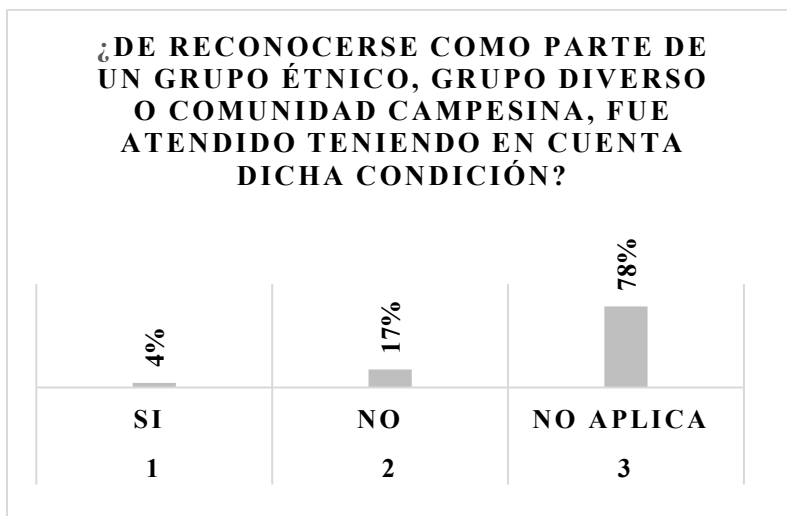 ¿DE RECONOCERSE COMO PARTE DE
UN GRUPO ÉTNICO, GRUPO DIVERSO
O COMUNIDAD CAMPESINA, FUE
ATENDIDO TENIENDO EN CUENTA
DICHA CONDICIÓN?
4%
17%
78%
SI
NO
NO APLICA
1
2
3